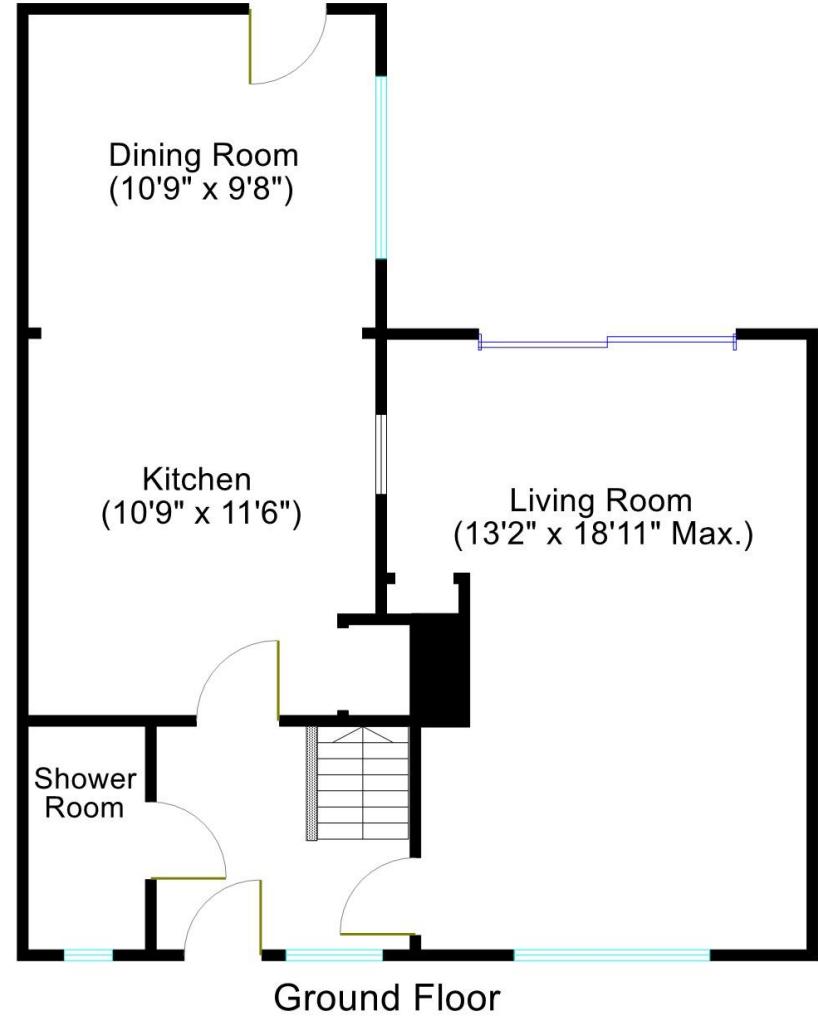 Dining Room
(10'9" x 9'8")
Kitchen
(10'9" x 11'6")
Living Room
(13'2" x 18'11" Max.)
Shower
Room
Ground Floor